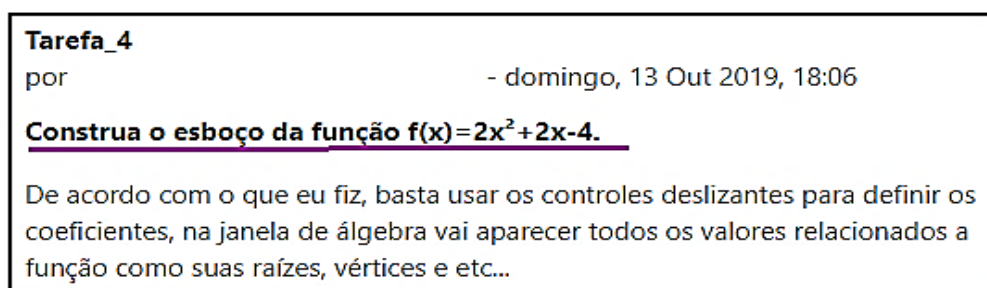 Tarefa_4
por - domingo, 13 Out 2019, 18:06
Construa o esboço da função f(x)=2x²+2x-4.
De acordo com o que eu fiz, basta usar os controles deslizantes para definir os
coeficientes, na janela de álgebra vai aparecer todos os valores relacionados a
função como suas raízes, vértices e etc...